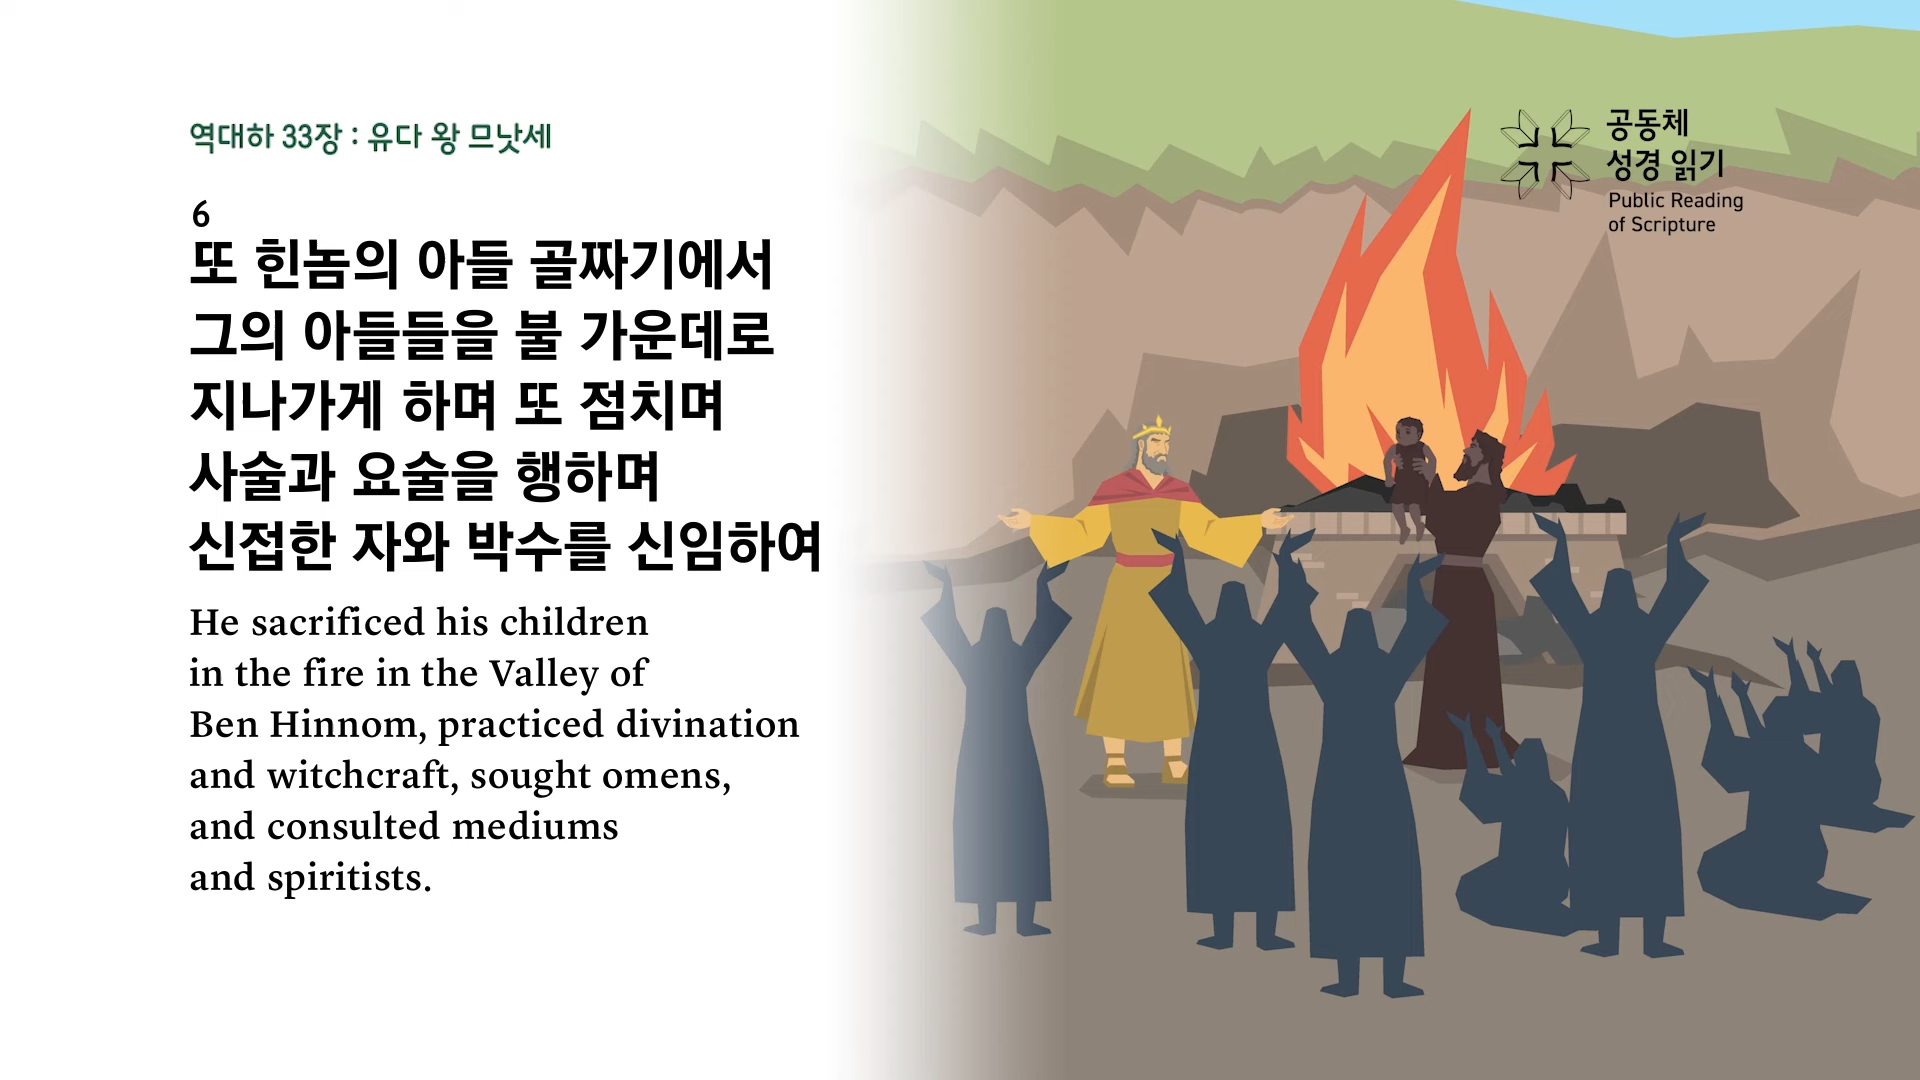 역대하 33장 : 유다 왕 므낫세
6
또 힌놈의 아들 골짜기에서
그의 아들들을 불 가운데로
지나가게 하며 또 점치며
사술과 요술을 행하며
신접한 자와 박수를 신임하여
He sacrificed his children
in the fire in the Valley of
Ben Hinnom, practiced divination
and witchcraft, sought omens,
and consulted mediums
and spiritists.
공동체
성경 읽기
Public Reading
of Scripture